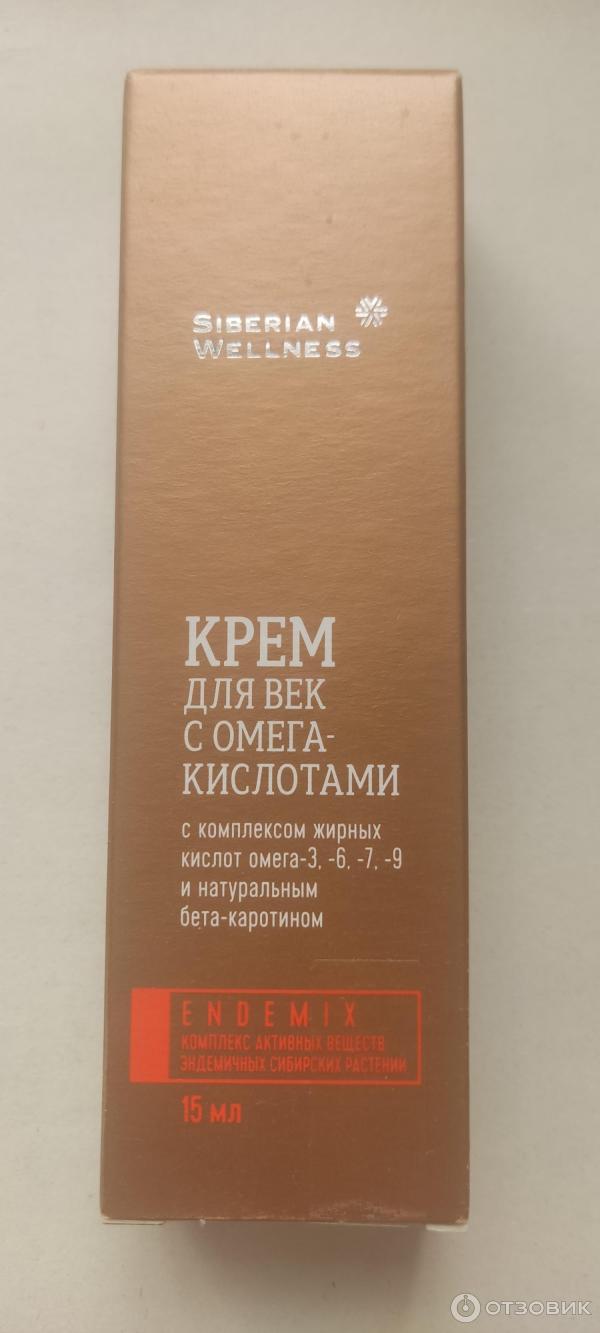 SIBERIAN
WELLNESS
КРЕМ
ДЛЯ ВЕК
С ОМЕГА-
КИСЛОТАМИ
с комплексом жирных
кислот омега-3, -6, -7, -9
и натуральным
бета-каротином
ENDEMIX
КОМПЛЕКС АКТИВНЫХ ВЕЩЕСТВ
ЭНДЕМИЧНЫХ СИБИРСКИХ РАСТЕНИЙ
15 мл
ОТЗОВИК